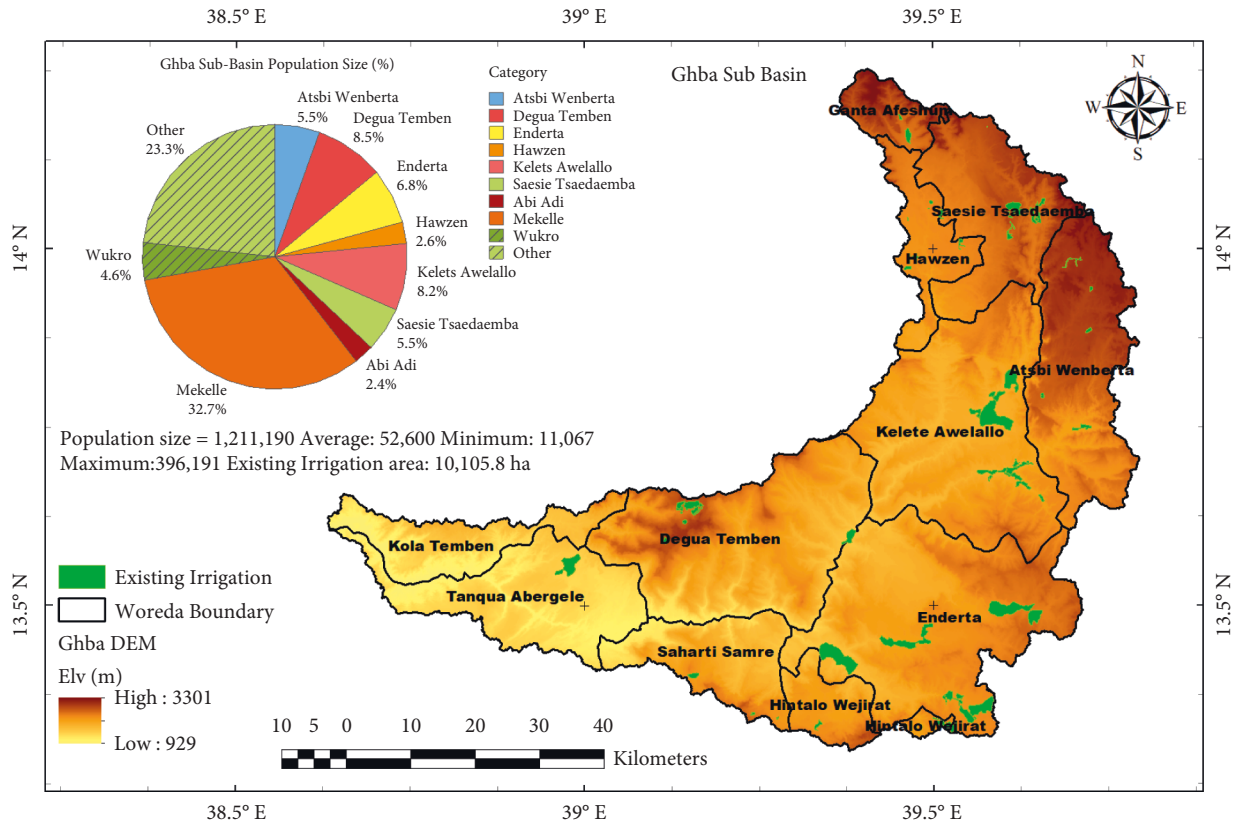 38.5° E
39° E
39.5° E
Ghba Sub-Basin Population Size (%)
Atsbi Wenberta
5.5%
Degua Temben
8.5%
Enderta
6.8%
Hawzen
2.6%
Kelets Awelallo
8.2%
Saesie Tsaedaemba
5.5%
Abi Adi
2.4%
Mekelle
32.7%
Wukro
4.6%
Other
23.3%
Category
Atsbi Wenberta
Degua Temben
Enderta
Hawzen
Kelets Awelallo
Saesie Tsaedaemba
Abi Adi
Mekelle
Wukro
Other
Ghba Sub Basin
N
W
E
S
14° N
14° N
Ganta Afeshum
Saesie Tsaedaemba
Hawzen
Atsbi Wenberta
Kelete Awelallo
Population size = 1,211,190 Average: 52,600 Minimum: 11,067
Maximum:396,191 Existing Irrigation area: 10,105.8 ha
Degua Temben
Kola Temben
Tanqua Abergele
Enderta
Saharti Samre
Hintalo Wejirat
Hintalo Wejirat
13.5° N
13.5° N
Existing Irrigation
Woreda Boundary
Ghba DEM
Elv (m)
High : 3301
Low : 929
10 5 0 10 20 30 40
Kilometers
38.5° E
39° E
39.5° E